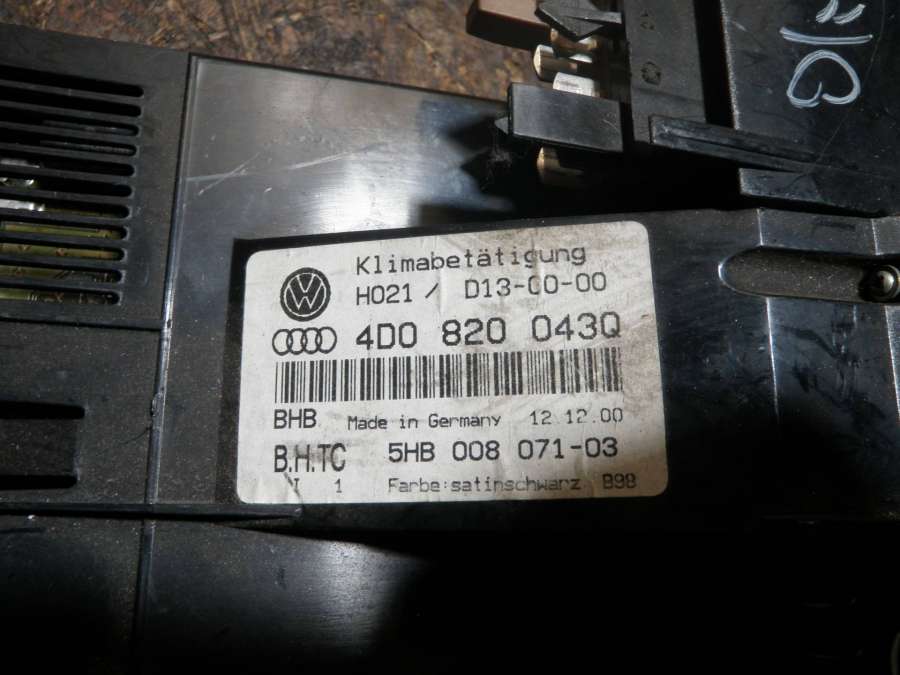 Klimabetätigung
H021 / D13-00-00
4D0 820 043Q
BHB Made in Germany 12.12.00
B.H.TC 5HB 008 071-03
I 1 Farbe:satinschwarz B98